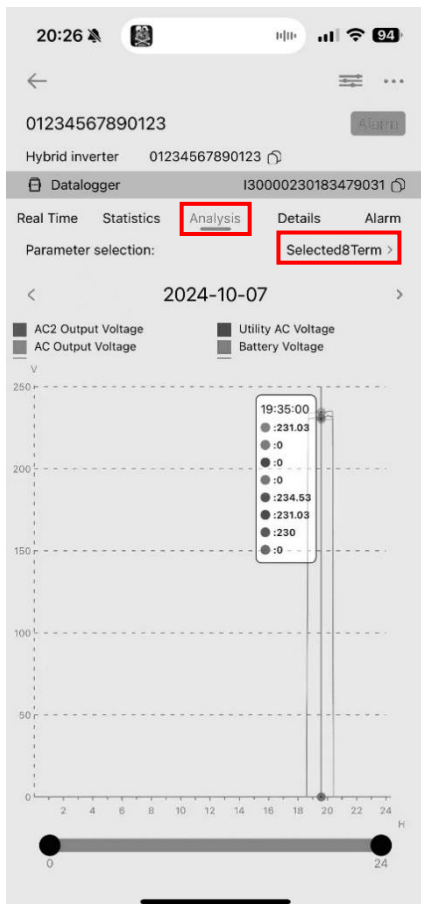 20:26
94
01234567890123
Alarm
Hybrid inverter 01234567890123
Datalogger I30000230183479031
Real Time Statistics Analysis Details Alarm
Parameter selection: Selected8Term >
< 2024-10-07 >
AC2 Output Voltage Utility AC Voltage
AC Output Voltage Battery Voltage
V
250
19:35:00
:231.03
:0
:0
200
:0
:234.53
:231.03
:230
150
:0
100
50
0
2 4 6 8 10 12 14 16 18 20 22 24
H
0 24